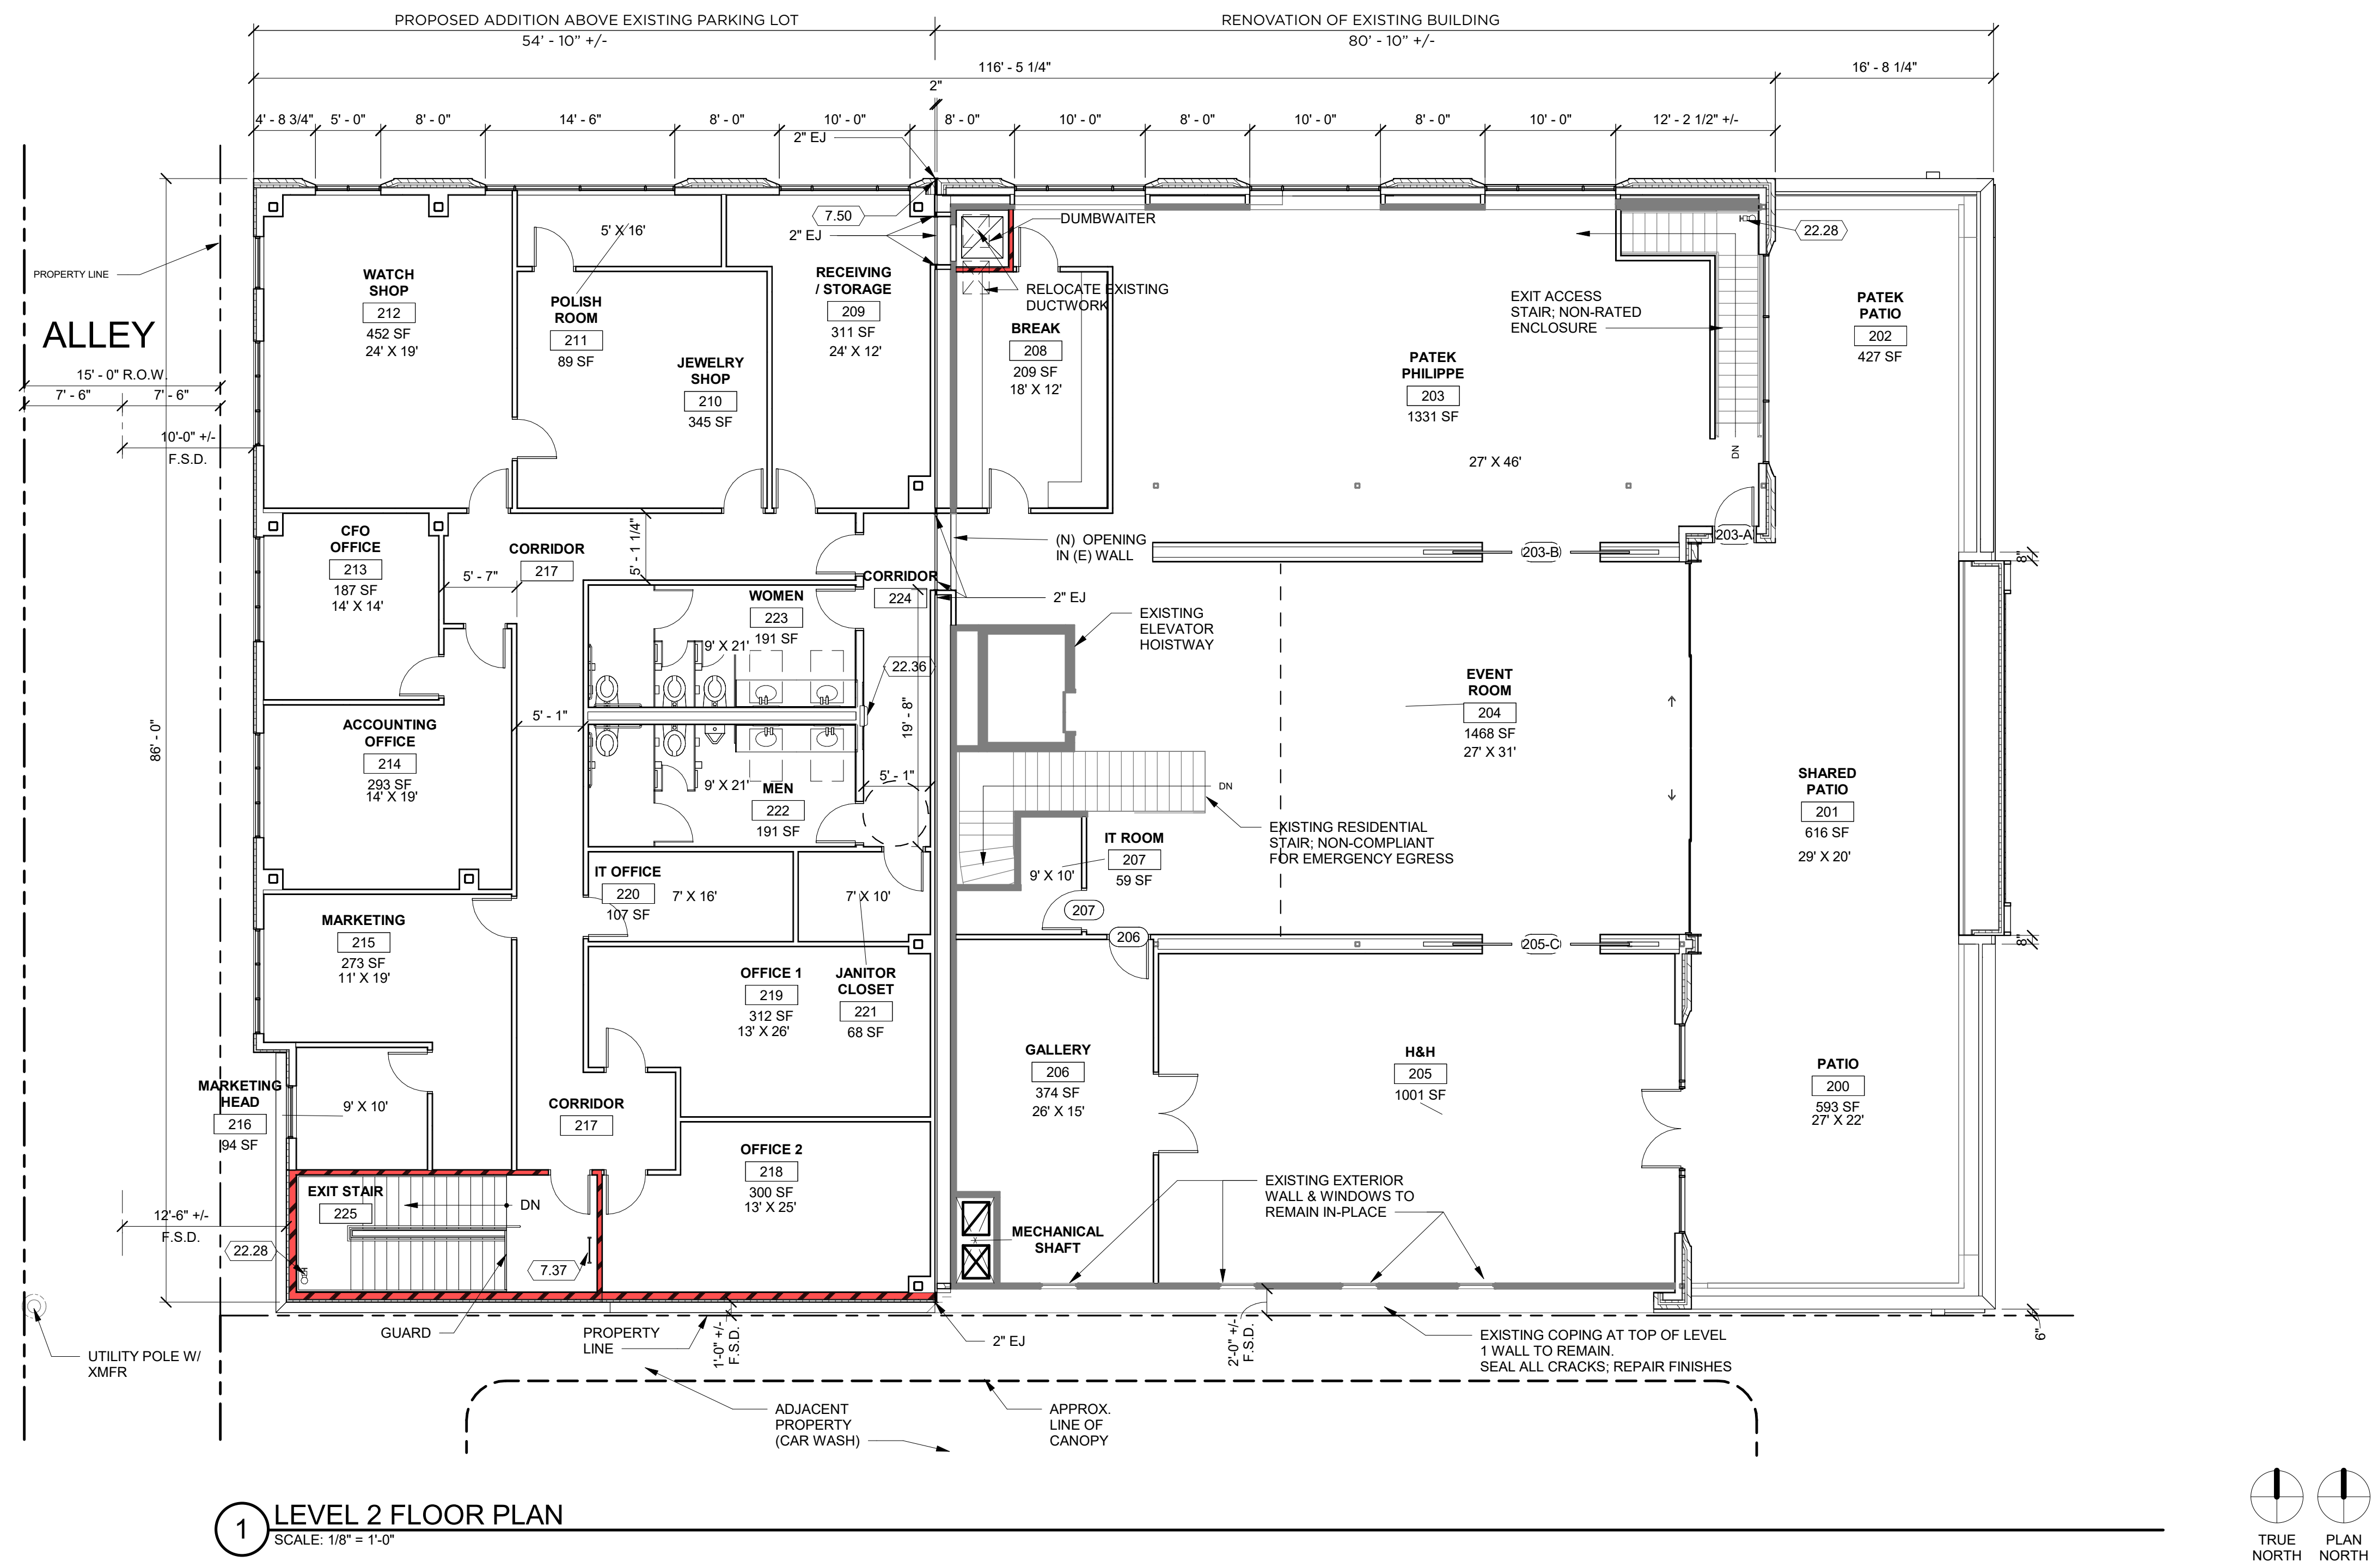 PROPOSED ADDITION ABOVE EXISTING PARKING LOT
54' - 10” +/-
RENOVATION OF EXISTING BUILDING
80' - 10” +/-
116' - 5 1/4"
16' - 8 1/4"
2"
4' - 8 3/4"
5' - 0"
8' - 0"
14' - 6"
8' - 0"
10' - 0"
8' - 0"
10' - 0"
8' - 0"
10' - 0"
8' - 0"
10' - 0"
12' - 2 1/2" +/-
2" EJ
7.50
2" EJ
DUMBWAITER
22.28
PROPERTY LINE
ALLEY
15' - 0" R.O.W.
7' - 6"
7' - 6"
10'-0" +/-
F.S.D.
86' - 0"
WATCH
SHOP
212
452 SF
24' X 19'
5' X 16'
POLISH
ROOM
211
89 SF
JEWELRY
SHOP
210
345 SF
RECEIVING
/ STORAGE
209
311 SF
24' X 12'
RELOCATE EXISTING
DUCTWORK
BREAK
208
209 SF
18' X 12'
EXIT ACCESS
STAIR; NON-RATED
ENCLOSURE
PATEK
PHILIPPE
203
1331 SF
27' X 46'
DN
PATEK
PATIO
202
427 SF
203-A
203-B
(N) OPENING
IN (E) WALL
2" EJ
8"
CFO
OFFICE
213
187 SF
14' X 14'
CORRIDOR
217
5' - 7"
5' - 1 1/4"
CORRIDOR
224
WOMEN
223
191 SF
9' X 21'
22.36
19' - 8"
5' - 1"
5' - 1"
9' X 21'
MEN
222
191 SF
EXISTING
ELEVATOR
HOISTWAY
EVENT
ROOM
204
1468 SF
27' X 31'
DN
EXISTING RESIDENTIAL
STAIR; NON-COMPLIANT
FOR EMERGENCY EGRESS
SHARED
PATIO
201
616 SF
29' X 20'
ACCOUNTING
OFFICE
214
293 SF
14' X 19'
IT OFFICE
220
107 SF
7' X 16'
7' X 10'
IT ROOM
207
59 SF
9' X 10'
207
206
205-C
8"
MARKETING
215
273 SF
11' X 19'
OFFICE 1
219
312 SF
13' X 26'
JANITOR
CLOSET
221
68 SF
GALLERY
206
374 SF
26' X 15'
H&H
205
1001 SF
PATIO
200
593 SF
27' X 22'
MARKETING
HEAD
216
94 SF
9' X 10'
CORRIDOR
217
OFFICE 2
218
300 SF
13' X 25'
EXIT STAIR
225
DN
12'-6" +/-
F.S.D.
22.28
7.37
MECHANICAL
SHAFT
EXISTING EXTERIOR
WALL & WINDOWS TO
REMAIN IN-PLACE
GUARD
PROPERTY
LINE
1'-0" +/-
F.S.D.
2" EJ
2'-0" +/-
F.S.D.
EXISTING COPING AT TOP OF LEVEL
1 WALL TO REMAIN.
SEAL ALL CRACKS; REPAIR FINISHES
6"
UTILITY POLE W/
XMFR
ADJACENT
PROPERTY
(CAR WASH)
APPROX.
LINE OF
CANOPY
1
LEVEL 2 FLOOR PLAN
SCALE: 1/8" = 1'-0"
TRUE
NORTH
PLAN
NORTH